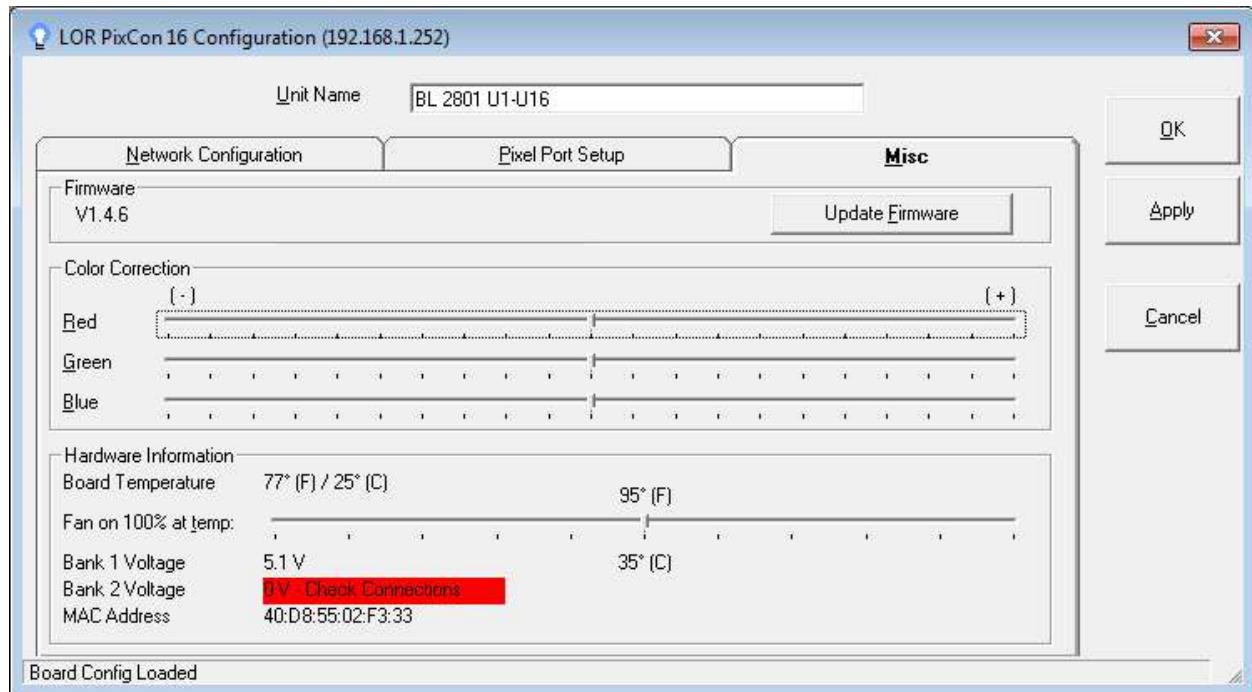 LOR PixCon 16 Configuration (192.168.1.252)
Unit Name BL 2801 U1-U16
OK
Network Configuration Pixel Port Setup Misc
Firmware
V1.4.6 Update Firmware
Apply
Color Correction
( - ) ( + )
Red
Cancel
Green
Blue
Hardware Information
Board Temperature 77° (F) / 25° (C)
95° (F)
Fan on 100% at temp:
Bank 1 Voltage 5.1 V 35° (C)
Bank 2 Voltage 0 V - Check Connections
MAC Address 40:D8:55:02:F3:33
Board Config Loaded